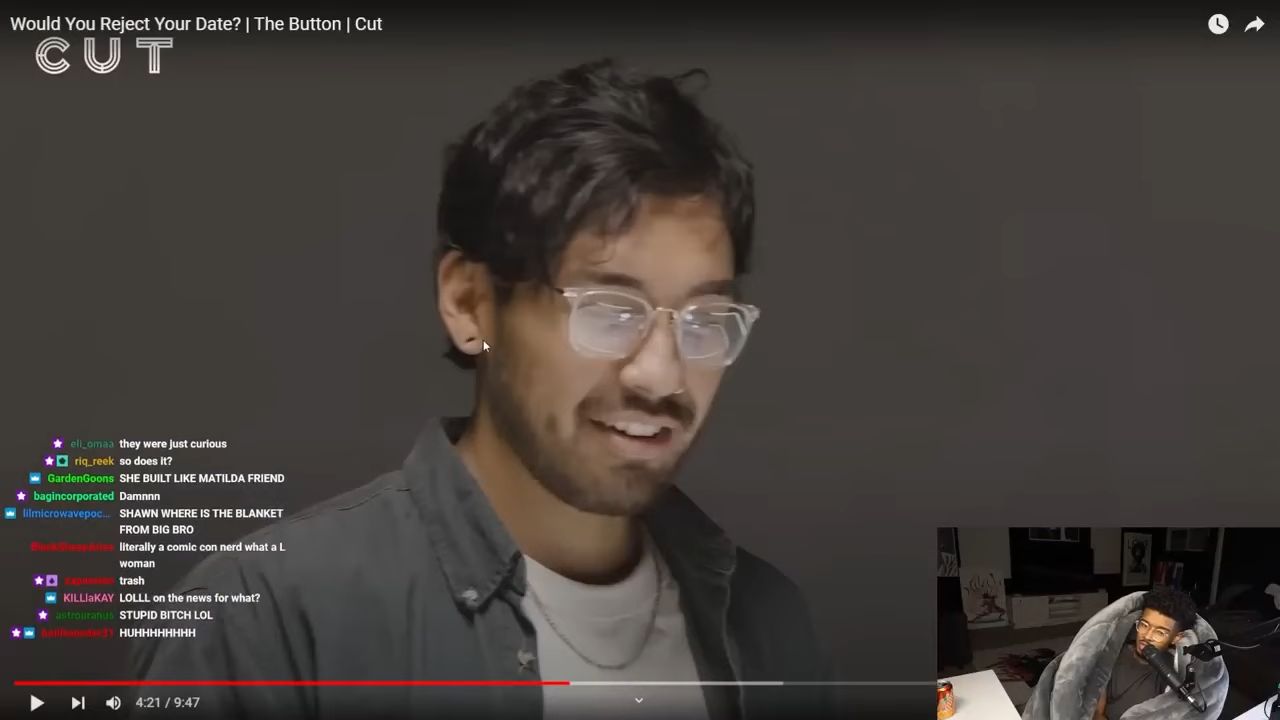 Would You Reject Your Date? | The Button | Cut
CUT
eli_omaa they were just curious
riq_reek so does it?
GardenGoons SHE BUILT LIKE MATILDA FRIEND
bagincorporated Damnnn
lilmicrowavepoc... SHAWN WHERE IS THE BLANKET
FROM BIG BRO
literally a comic con nerd what a L
woman
trash
KILLlaKAY LOLLL on the news for what?
astrojuranus STUPID BITCH LOL
HUHHHHHHHH
4:21 / 9:47